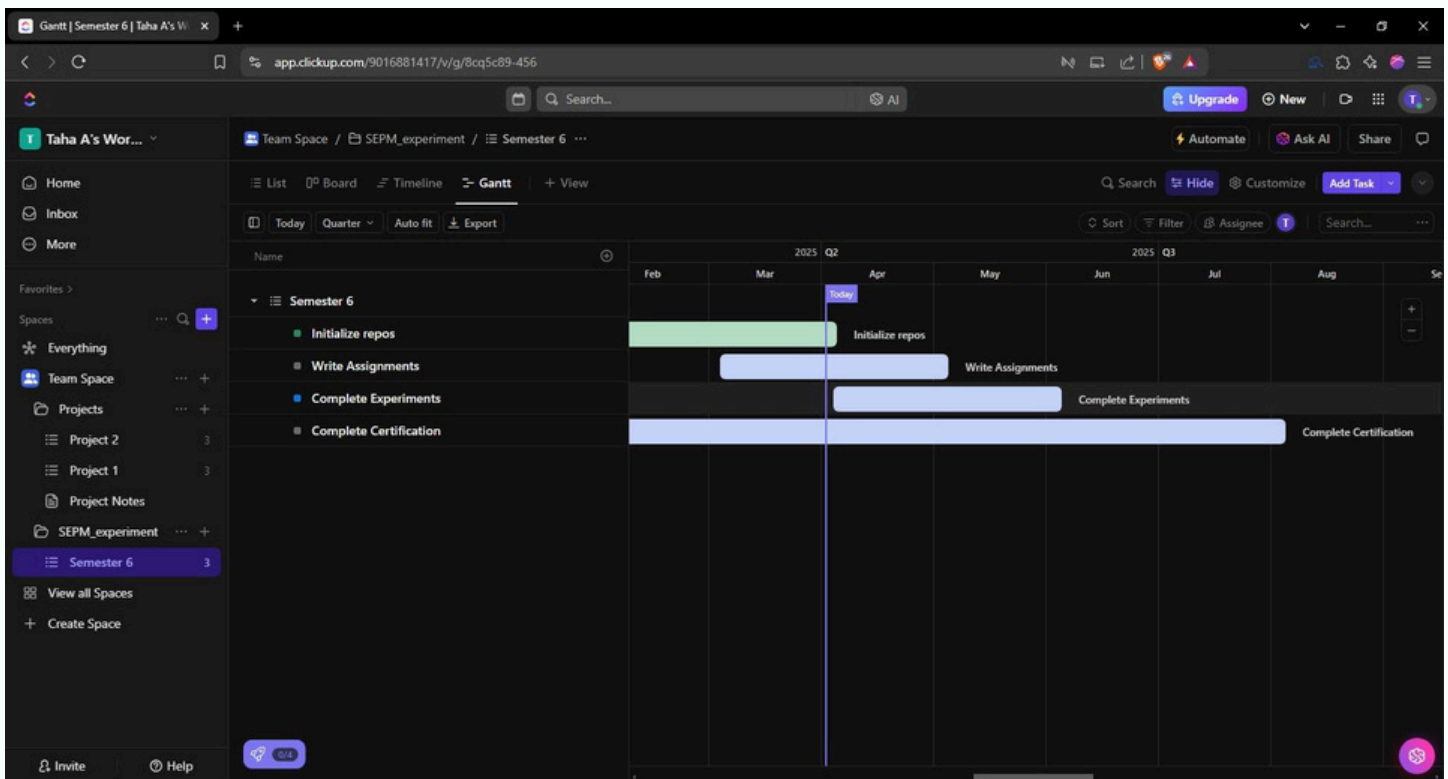 Gantt | Semester 6 | Taha A's W
app.clickup.com/9016881417/v/g/8cq5c89-456
Search...
AI
Upgrade
New
T
T Taha A's Wor...
Team Space / SEPM_experiment / Semester 6 ...
Automate
Ask AI
Share
Home
Inbox
More
List
Board
Timeline
Gantt
+ View
Search
Hide
Customize
Add Task
Today
Quarter
Auto fit
Export
Sort
Filter
Assignee
T
Search...
Favorites >
Spaces
Everything
Team Space
Projects
Project 2 3
Project 1 3
Project Notes
SEPM_experiment
Semester 6 3
View all Spaces
+ Create Space
Invite
Help
Name
2025 Q2
2025 Q3
Feb Mar Apr May Jun Jul Aug Se
Today
Semester 6
Initialize repos
Initialize repos
Write Assignments
Write Assignments
Complete Experiments
Complete Experiments
Complete Certification
Complete Certification
0/4